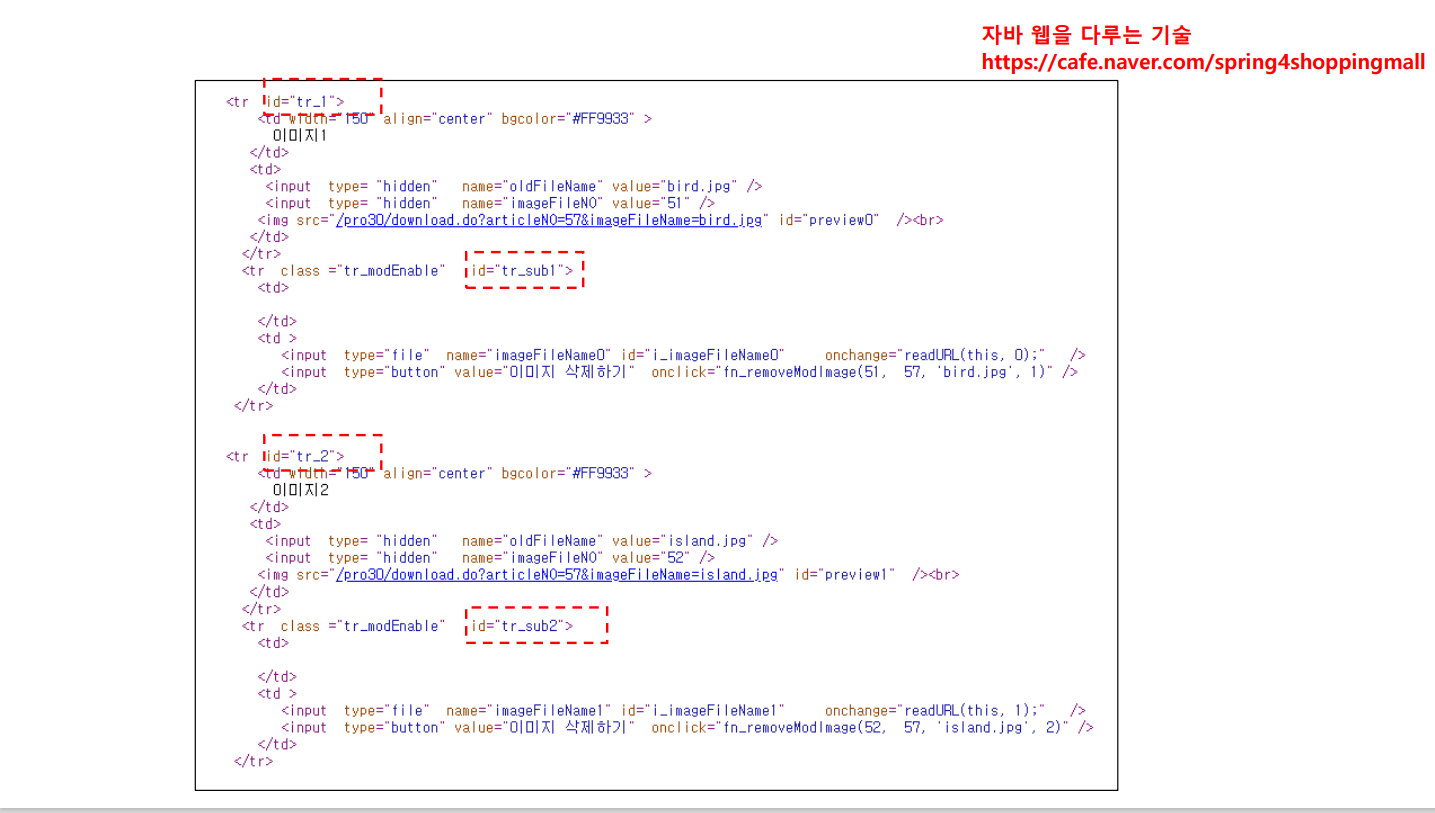 자바 웹을 다루는 기술
https://cafe.naver.com/spring4shoppingmall
<tr  id="tr_1">
<td width="150" align="center" bgcolor="#FF9933" >
이미지1
</td>
<td>
<input  type= "hidden"   name="oldFileName" value="bird.jpg" />
<input  type= "hidden"   name="imageFileNO" value="51" />
<img src="/pro30/download.do?articleNO=57&imageFileName=bird.jpg" id="preview0"  /><br>
</td>
</tr>
<tr  class ="tr_modEnable"   id="tr_sub1">
<td>
</td>
<td >
<input  type="file"  name="imageFileName0" id="i_imageFileName0"     onchange="readURL(this, 0);"   />
<input  type="button" value="이미지 삭제하기"  onclick="fn_removeModImage(51,  57, 'bird.jpg', 1)" />
</td>
</tr>
<tr  id="tr_2">
<td width="150" align="center" bgcolor="#FF9933" >
이미지2
</td>
<td>
<input  type= "hidden"   name="oldFileName" value="island.jpg" />
<input  type= "hidden"   name="imageFileNO" value="52" />
<img src="/pro30/download.do?articleNO=57&imageFileName=island.jpg" id="preview1"  /><br>
</td>
</tr>
<tr  class ="tr_modEnable"   id="tr_sub2">
<td>
</td>
<td >
<input  type="file"  name="imageFileName1" id="i_imageFileName1"     onchange="readURL(this, 1);"   />
<input  type="button" value="이미지 삭제하기"  onclick="fn_removeModImage(52,  57, 'island.jpg', 2)" />
</td>
</tr>